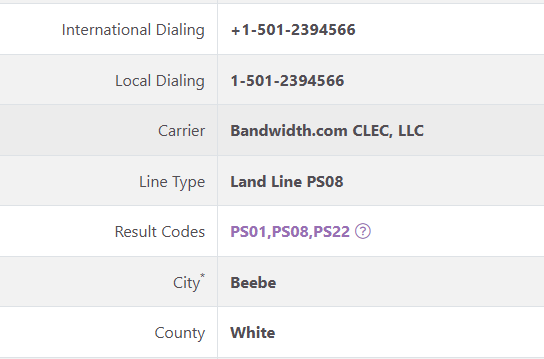 International Dialing +1-501-2394566
Local Dialing 1-501-2394566
Carrier Bandwidth.com CLEC, LLC
Line Type Land Line PS08
Result Codes PS01,PS08,PS22 ?
City* Beebe
County White